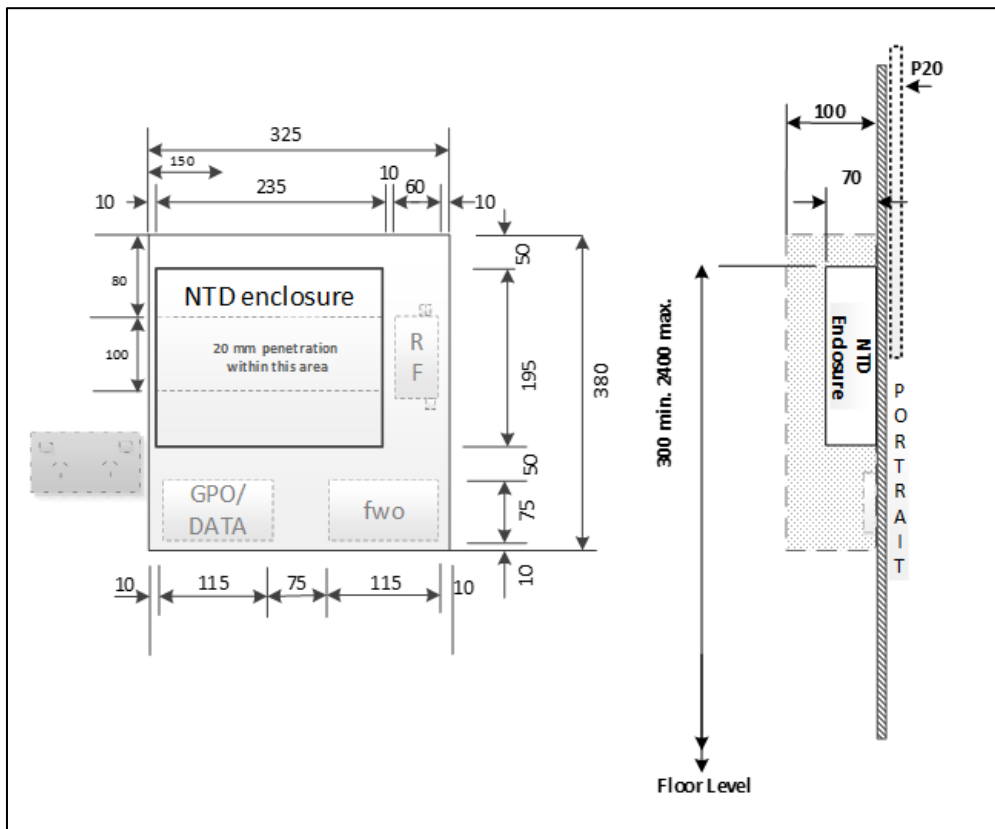 325
150
10
235
10
60
10
80
100
NTD enclosure
20 mm penetration
within this area
R
F
50
195
380
50
75
10
GPO/
DATA
fwo
10
115
75
115
10
P20
100
70
NTD
Endosure
300 min. 2400 max.
PORTRAIT
Floor Level